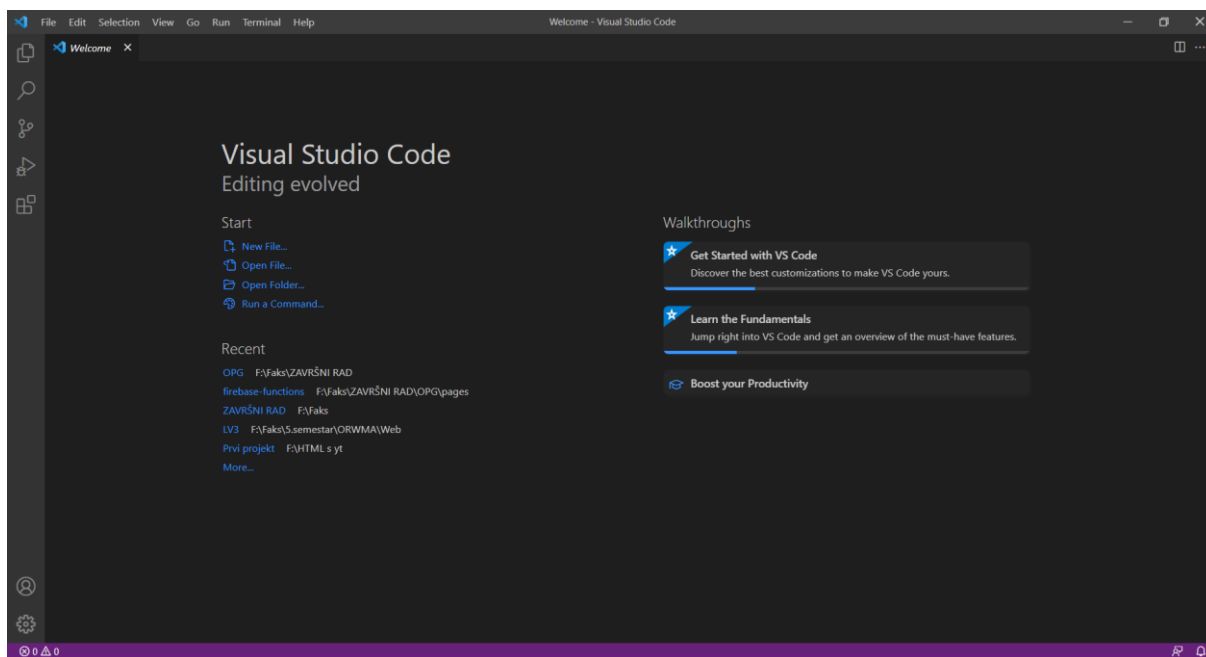 File Edit Selection View Go Run Terminal Help
Welcome - Visual Studio Code
Welcome
Visual Studio Code
Editing evolved
Start
New File...
Open File...
Open Folder...
Run a Command...
Recent
OPG F:\Faks\ZAVRŠNI RAD
firebase-functions F:\Faks\ZAVRŠNI RAD\OPG\pages
ZAVRŠNI RAD F:\Faks
LV3 F:\Faks\5.semestar\ORWMA\Web
Prvi projekt F:\HTML s yt
More...
Walkthroughs
Get Started with VS Code
Discover the best customizations to make VS Code yours.
Learn the Fundamentals
Jump right into VS Code and get an overview of the must-have features.
Boost your Productivity
0 0